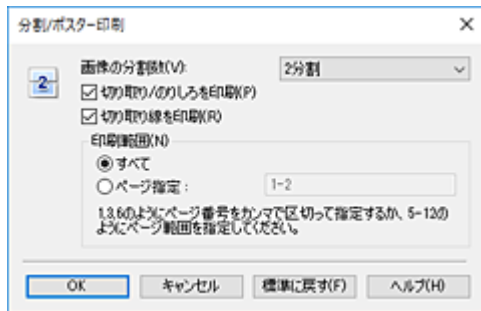 分割/ポスター印刷
画像の分割数(V):
2分割
2
切り取り/のりしろを印刷(P)
切り取り線を印刷(R)
印刷範囲(N)
すべて
ページ指定:
1-2
1,3,6のようにページ番号をカンマで区切って指定するか、5-12の
ようにページ範囲を指定してください。
OK
キャンセル
標準に戻す(F)
ヘルプ(H)